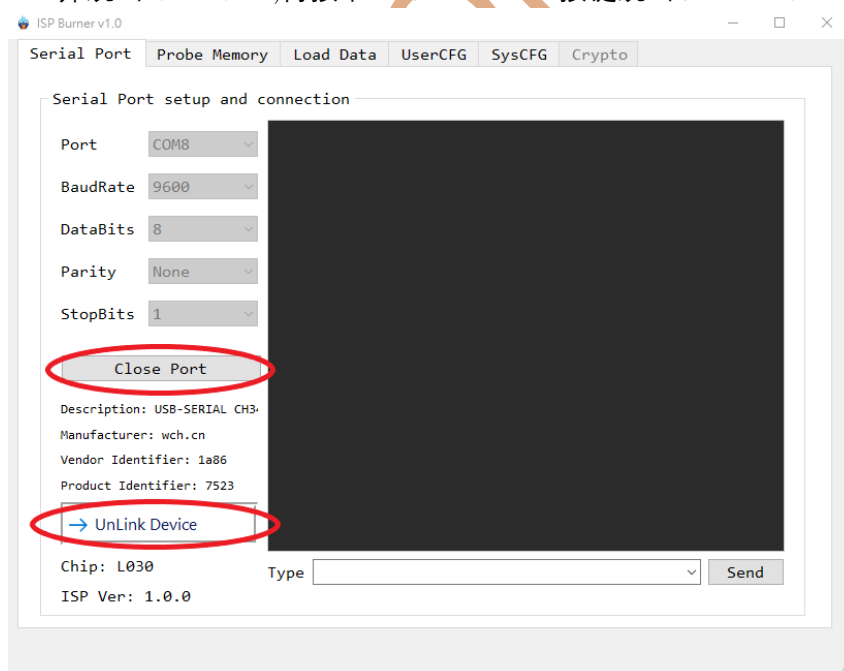 ISP Burner v1.0
Serial Port Probe Memory Load Data UserCFG SysCFG Crypto
Serial Port setup and connection
Port COM8
BaudRate 9600
DataBits 8
Parity None
StopBits 1
Close Port
Description: USB-SERIAL CH34
Manufacturer: wch.cn
Vendor Identifier: 1a86
Product Identifier: 7523
→ UnLink Device
Chip: L030
ISP Ver: 1.0.0
Type Send